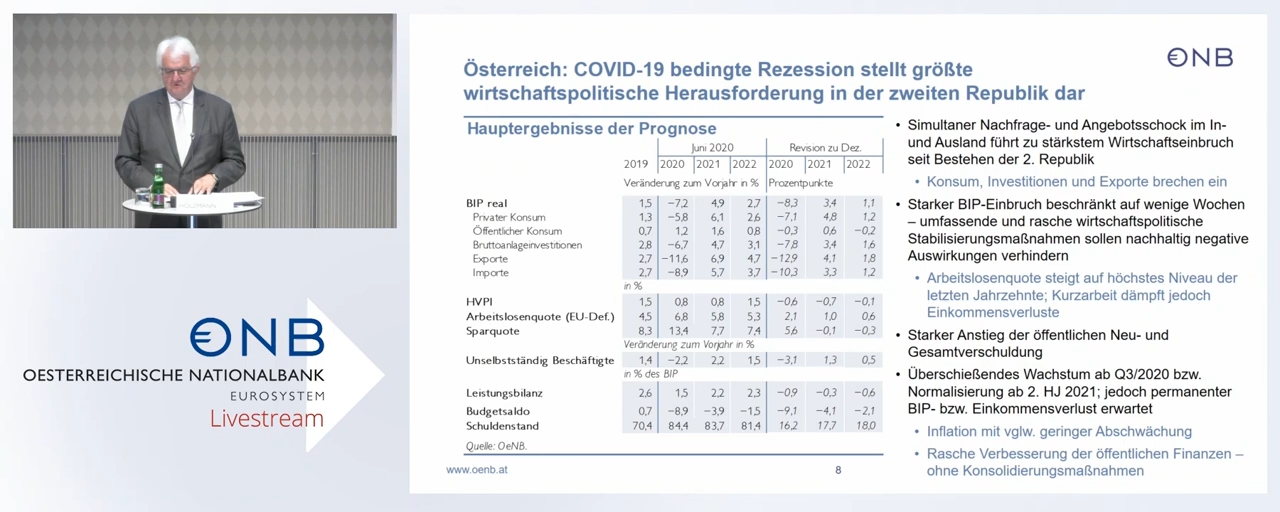 HOLZMANN
ONB
OESTERREICHISCHE NATIONALBANK
EUROSYSTEM
Livestream
ONB
Österreich: COVID-19 bedingte Rezession stellt größte
wirtschaftspolitische Herausforderung in der zweiten Republik dar
Hauptergebnisse der Prognose
Juni 2020 Revision zu Dez.
2019 2020 2021 2022 2020 2021 2022
Veränderung zum Vorjahr in % Prozentpunkte
BIP real 1,5 −7,2 4,9 2,7 −8,3 3,4 1,1
Privater Konsum 1,3 −5,8 6,1 2,6 −7,1 4,8 1,2
Öffentlicher Konsum 0,7 1,2 1,6 0,8 −0,3 0,6 −0,2
Bruttoanlageinvestitionen 2,8 −6,7 4,7 3,1 −7,8 3,4 1,6
Exporte 2,7 −11,6 6,9 4,7 −12,9 4,1 1,8
Importe 2,7 −8,9 5,7 3,7 −10,3 3,3 1,2
in %
HVPI 1,5 0,8 0,8 1,5 −0,6 −0,7 −0,1
Arbeitslosenquote (EU-Def.) 4,5 6,8 5,8 5,3 2,1 1,0 0,6
Sparquote 8,3 13,4 7,7 7,4 5,6 −0,1 −0,3
Veränderung zum Vorjahr in %
Unselbstständig Beschäftigte 1,4 −2,2 2,2 1,5 −3,1 1,3 0,5
in % des BIP
Leistungsbilanz 2,6 1,5 2,2 2,3 −0,9 −0,3 −0,6
Budgetsaldo 0,7 −8,9 −3,9 −1,5 −9,1 −4,1 −2,1
Schuldenstand 70,4 84,4 83,7 81,4 16,2 17,7 18,0
Quelle: OeNB.
• Simultaner Nachfrage- und Angebotsschock im In-
und Ausland führt zu stärkstem Wirtschaftseinbruch
seit Bestehen der 2. Republik
• Konsum, Investitionen und Exporte brechen ein
• Starker BIP-Einbruch beschränkt auf wenige Wochen
– umfassende und rasche wirtschaftspolitische
Stabilisierungsmaßnahmen sollen nachhaltig negative
Auswirkungen verhindern
• Arbeitslosenquote steigt auf höchstes Niveau der
letzten Jahrzehnte; Kurzarbeit dämpft jedoch
Einkommensverluste
• Starker Anstieg der öffentlichen Neu- und
Gesamtverschuldung
• Überschießendes Wachstum ab Q3/2020 bzw.
Normalisierung ab 2. HJ 2021; jedoch permanenter
BIP- bzw. Einkommensverlust erwartet
• Inflation mit vglw. geringer Abschwächung
• Rasche Verbesserung der öffentlichen Finanzen –
ohne Konsolidierungsmaßnahmen
www.oenb.at 8